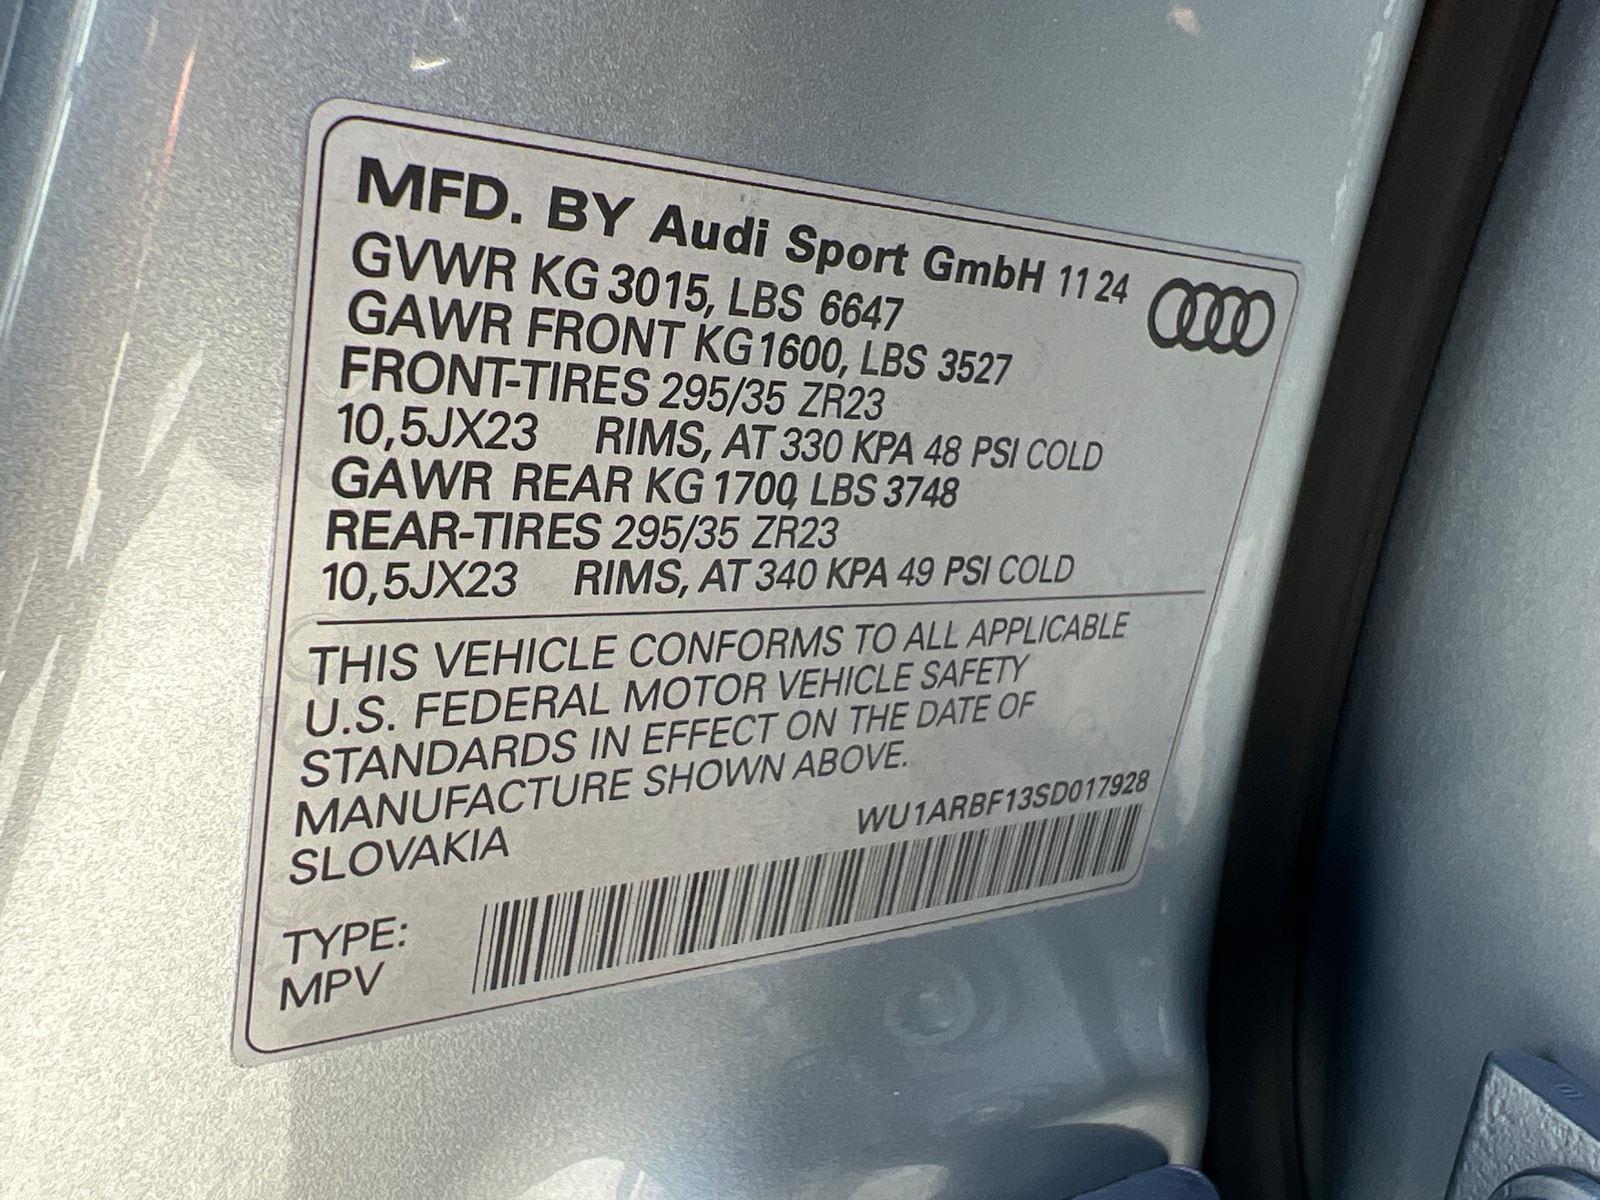 MFD. BY Audi Sport GmbH 11 24
GVWR KG 3015, LBS 6647
GAWR FRONT KG 1600, LBS 3527
FRONT-TIRES 295/35 ZR23
10,5JX23 RIMS, AT 330 KPA 48 PSI COLD
GAWR REAR KG 1700, LBS 3748
REAR-TIRES 295/35 ZR23
10,5JX23 RIMS, AT 340 KPA 49 PSI COLD
THIS VEHICLE CONFORMS TO ALL APPLICABLE
U.S. FEDERAL MOTOR VEHICLE SAFETY
STANDARDS IN EFFECT ON THE DATE OF
MANUFACTURE SHOWN ABOVE.
SLOVAKIA
WU1ARBF13SD017928
TYPE:
MPV